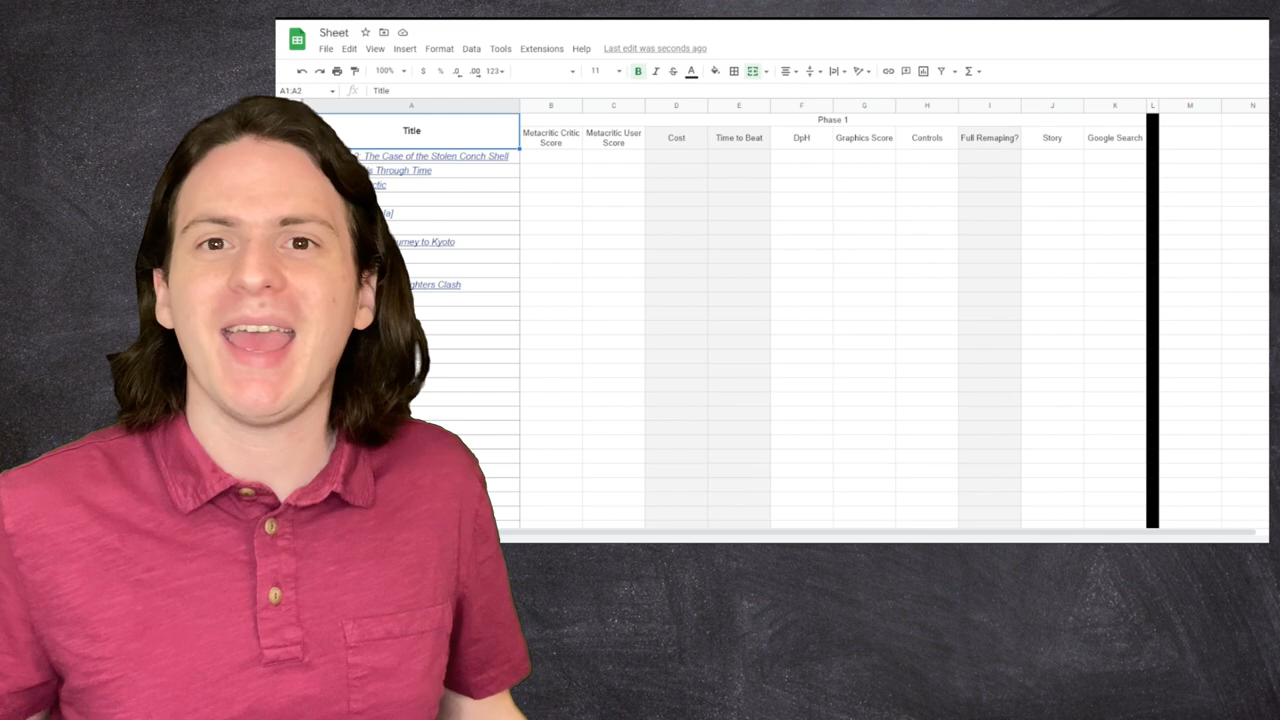 Sheet
File Edit View Insert Format Data Tools Extensions Help Last edit was seconds ago
100% $ % .0 .00 123 11 B I S A
A1:A2 fx Title
A B C D E F G H I J K L M N
Phase 1
Title
Metacritic Critic Score
Metacritic User Score
Cost
Time to Beat
DpH
Graphics Score
Controls
Full Remaping?
Story
Google Search
The Case of the Stolen Conch Shell
Through Time
[a]
to Kyoto
Clash